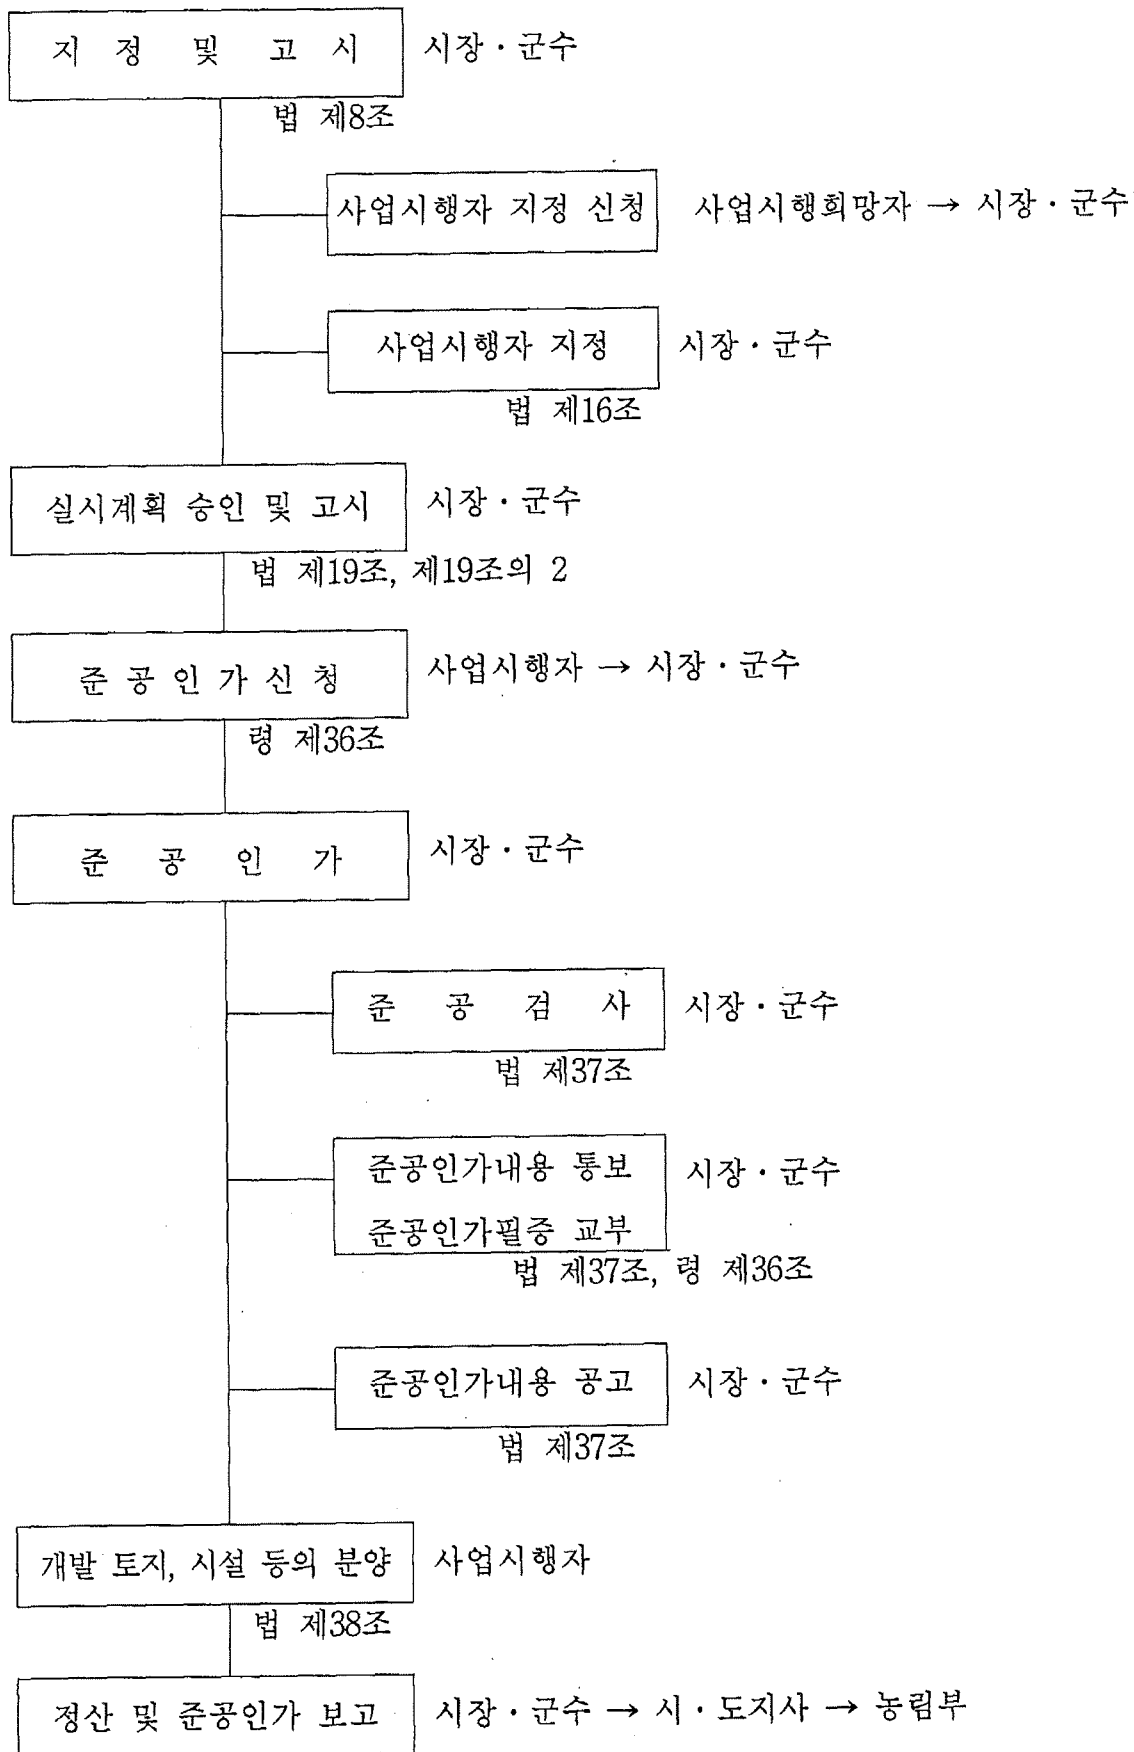 지 정 및 고 시 시장·군수
법 제8조
사업시행자 지정 신청 사업시행희망자 → 시장·군수
사업시행자 지정 시장·군수
법 제16조
실시계획 승인 및 고시 시장·군수
법 제19조, 제19조의 2
준 공 인 가 신 청 사업시행자 → 시장·군수
령 제36조
준 공 인 가 시장·군수
준 공 검 사 시장·군수
법 제37조
준공인가내용 통보 시장·군수
준공인가필증 교부
법 제37조, 령 제36조
준공인가내용 공고 시장·군수
법 제37조
개발 토지, 시설 등의 분양 사업시행자
법 제38조
정산 및 준공인가 보고 시장·군수 → 시·도지사 → 농림부